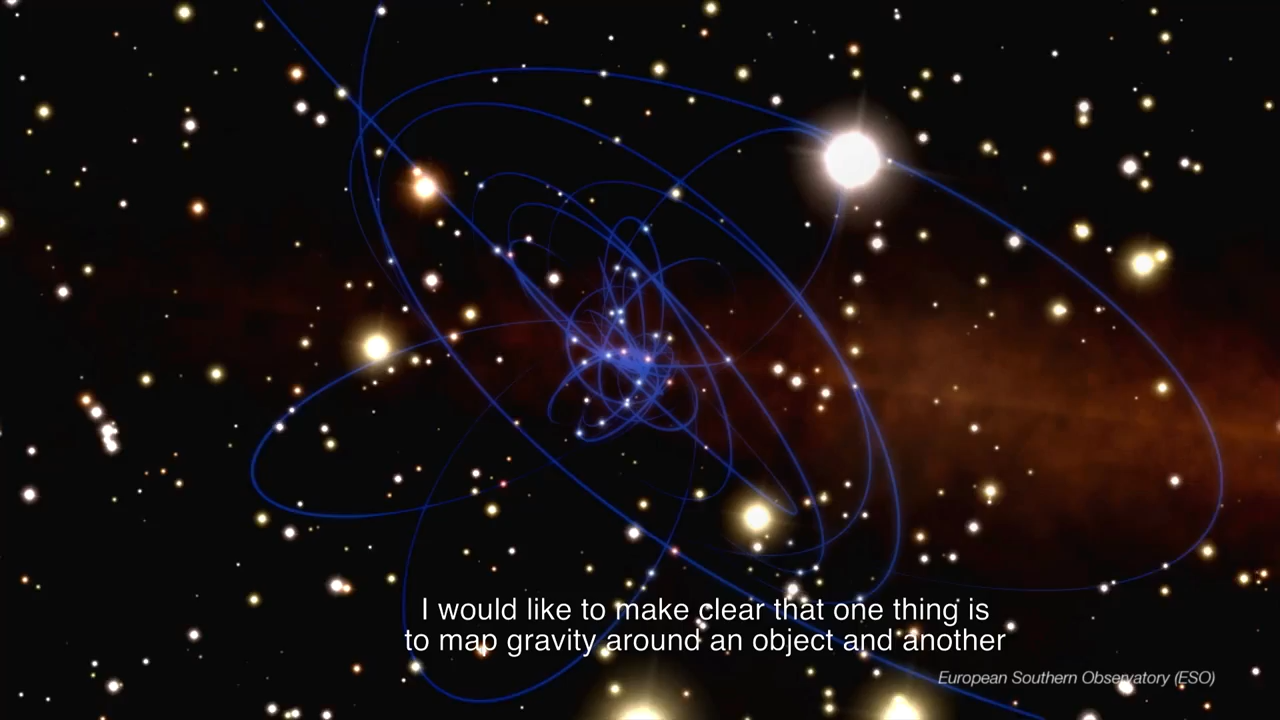 I would like to make clear that one thing is
to map gravity around an object and another
European Southern Observatory (ESO)